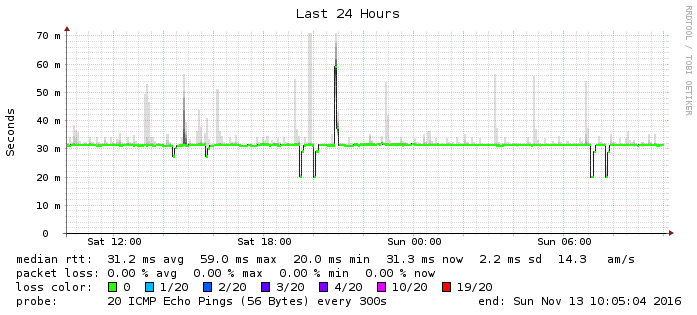 Last 24 Hours
RRDTOOL / TOBI OETIKER
Seconds
70 m
60 m
50 m
40 m
30 m
20 m
10 m
0
Sat 12:00 Sat 18:00 Sun 00:00 Sun 06:00
median rtt: 31.2 ms avg 59.0 ms max 20.0 ms min 31.3 ms now 2.2 ms sd 14.3 am/s
packet loss: 0.00 % avg 0.00 % max 0.00 % min 0.00 % now
loss color: 0 1/20 2/20 3/20 4/20 10/20 19/20
probe: 20 ICMP Echo Pings (56 Bytes) every 300s end: Sun Nov 13 10:05:04 2016